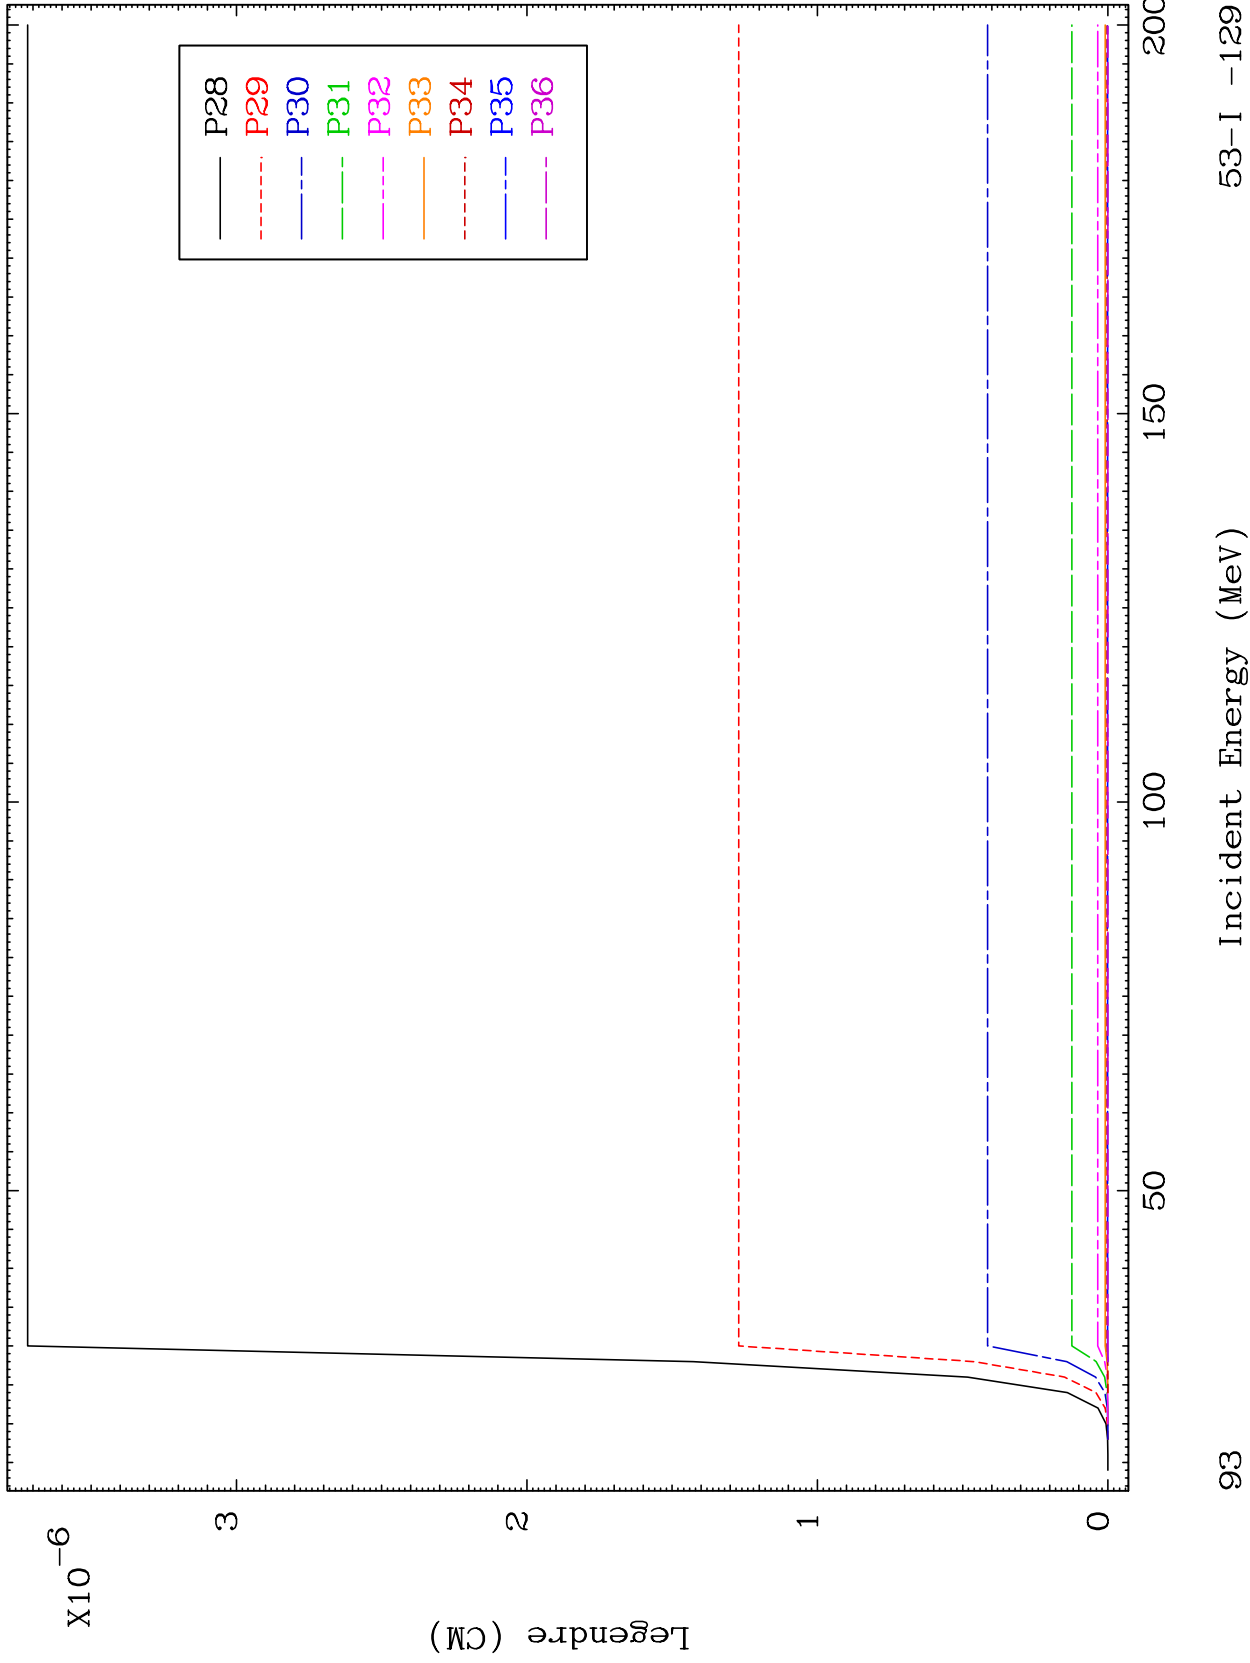 X10-6
Legendre (CM)
3
2
1
0
P28
P29
P30
P31
P32
P33
P34
P35
P36
50
100
150
200
Incident Energy (MeV)
93
53-I -129